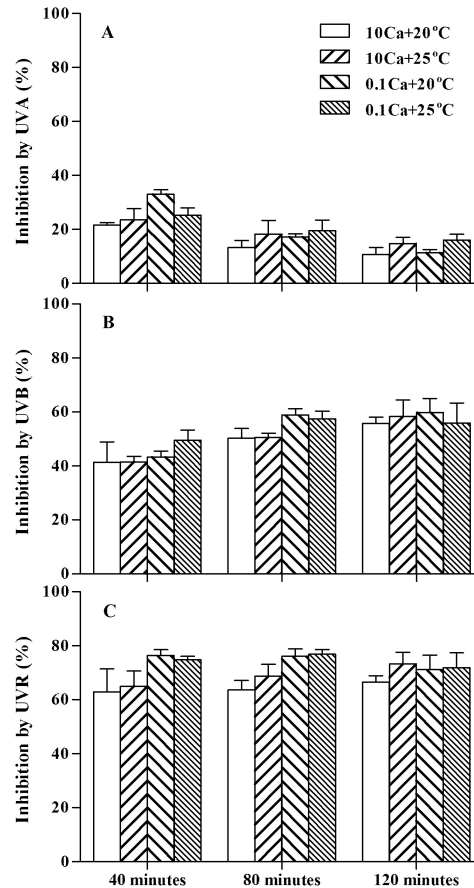 A
10Ca+20°C
10Ca+25°C
0.1Ca+20°C
0.1Ca+25°C
Inhibition by UVA (%)
100
80
60
40
20
0
B
Inhibition by UVB (%)
100
80
60
40
20
0
C
Inhibition by UVR (%)
100
80
60
40
20
0
40 minutes
80 minutes
120 minutes